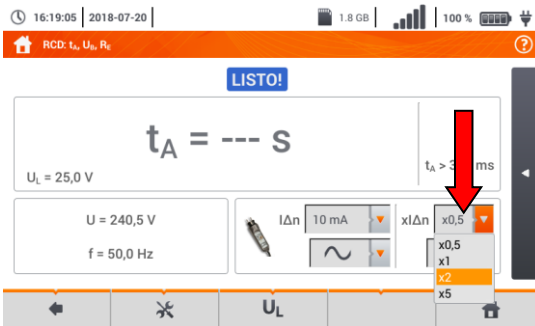 16:19:05 2018-07-20 1.8 GB 100 %
RCD: tA, UB, RE ?
LISTO!
tA = --- s
UL = 25,0 V
tA > 3 ms
U = 240,5 V
f = 50,0 Hz
IΔn 10 mA xIΔn x0,5
x0,5
x1
x2
x5
UL